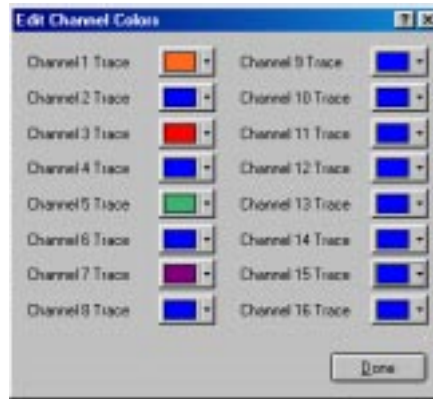 Edit Channel Colors
Channel 1 Trace
Channel 2 Trace
Channel 3 Trace
Channel 4 Trace
Channel 5 Trace
Channel 6 Trace
Channel 7 Trace
Channel 8 Trace
Channel 9 Trace
Channel 10 Trace
Channel 11 Trace
Channel 12 Trace
Channel 13 Trace
Channel 14 Trace
Channel 15 Trace
Channel 16 Trace
Done